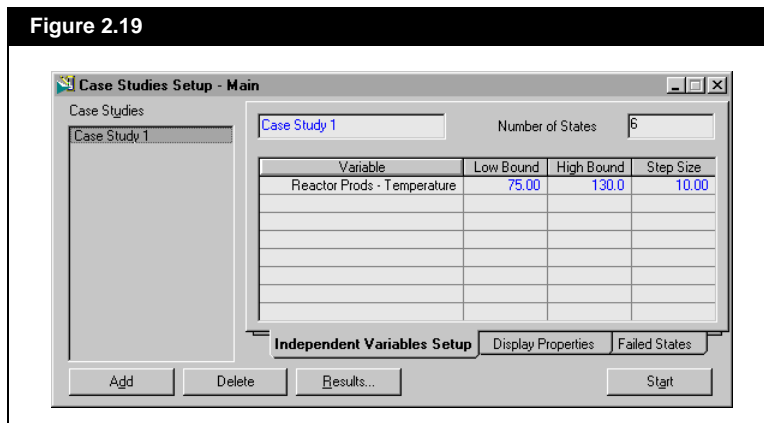 Figure 2.19
Case Studies Setup - Main
Case Studies
Case Study 1
Case Study 1
Number of States 6
Variable Low Bound High Bound Step Size
Reactor Prods - Temperature 75.00 130.0 10.00
Independent Variables Setup Display Properties Failed States
Add Delete Results... Start